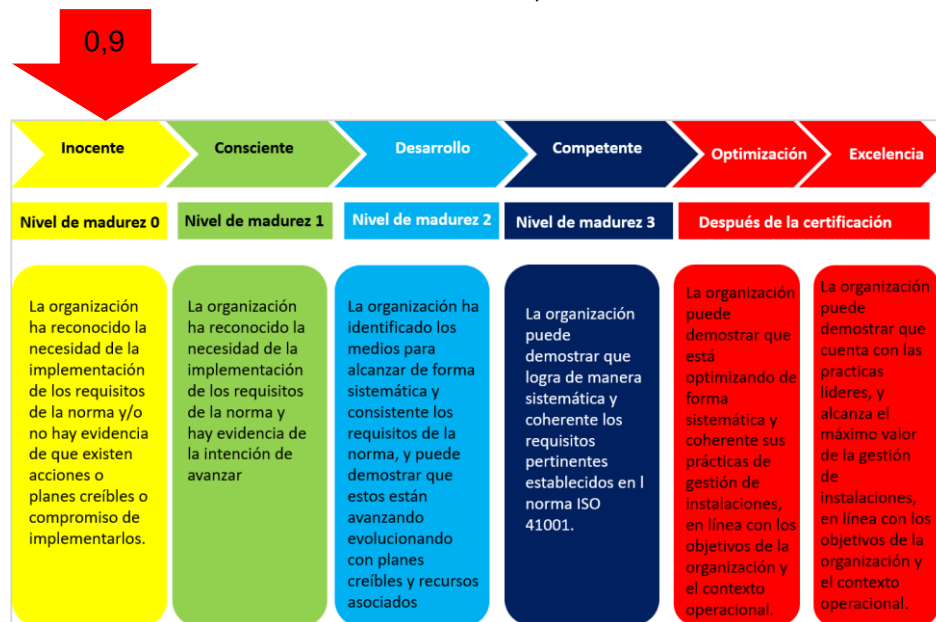 0,9
Inocente
Consciente
Desarrollo
Competente
Optimización
Excelencia
Nivel de madurez 0
Nivel de madurez 1
Nivel de madurez 2
Nivel de madurez 3
Después de la certificación
La organización
ha reconocido la
necesidad de la
implementación
de los requisitos
de la norma y/o
no hay evidencia
de que existen
acciones o
planes creíbles o
compromiso de
implementarlos.
La organización
ha reconocido la
necesidad de la
implementación
de los requisitos
de la norma y
hay evidencia de
la intención de
avanzar
La organización ha
identificado los
medios para
alcanzar de forma
sistemática y
consistente los
requisitos de la
norma, y puede
demostrar que
estos están
avanzando
evolucionando
con planes
creíbles y recursos
asociados
La organización
puede
demostrar que
logra de manera
sistemática y
coherente los
requisitos
pertinentes
establecidos en l
norma ISO
41001.
La organización
puede
demostrar que
está
optimizando de
forma
sistemática y
coherente sus
prácticas de
gestión de
instalaciones,
en línea con los
objetivos de la
organización y
el contexto
operacional.
La organización
puede
demostrar que
cuenta con las
practicas
lideres, y
alcanza el
máximo valor
de la gestión
de
instalaciones,
en línea con los
objetivos de la
organización y
el contexto
operacional.